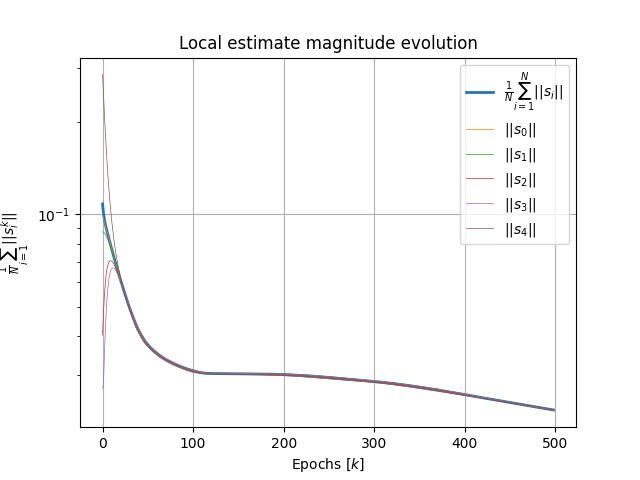 Local estimate magnitude evolution
$\frac{1}{N}\sum_{i=1}^{N}||s_i||$
$||s_0||$
$||s_1||$
$||s_2||$
$||s_3||$
$||s_4||$
$10^{-1}$
$\frac{1}{N}\sum_{i=1}^{N}||s_i^k||$
0 100 200 300 400 500
Epochs [$k$]